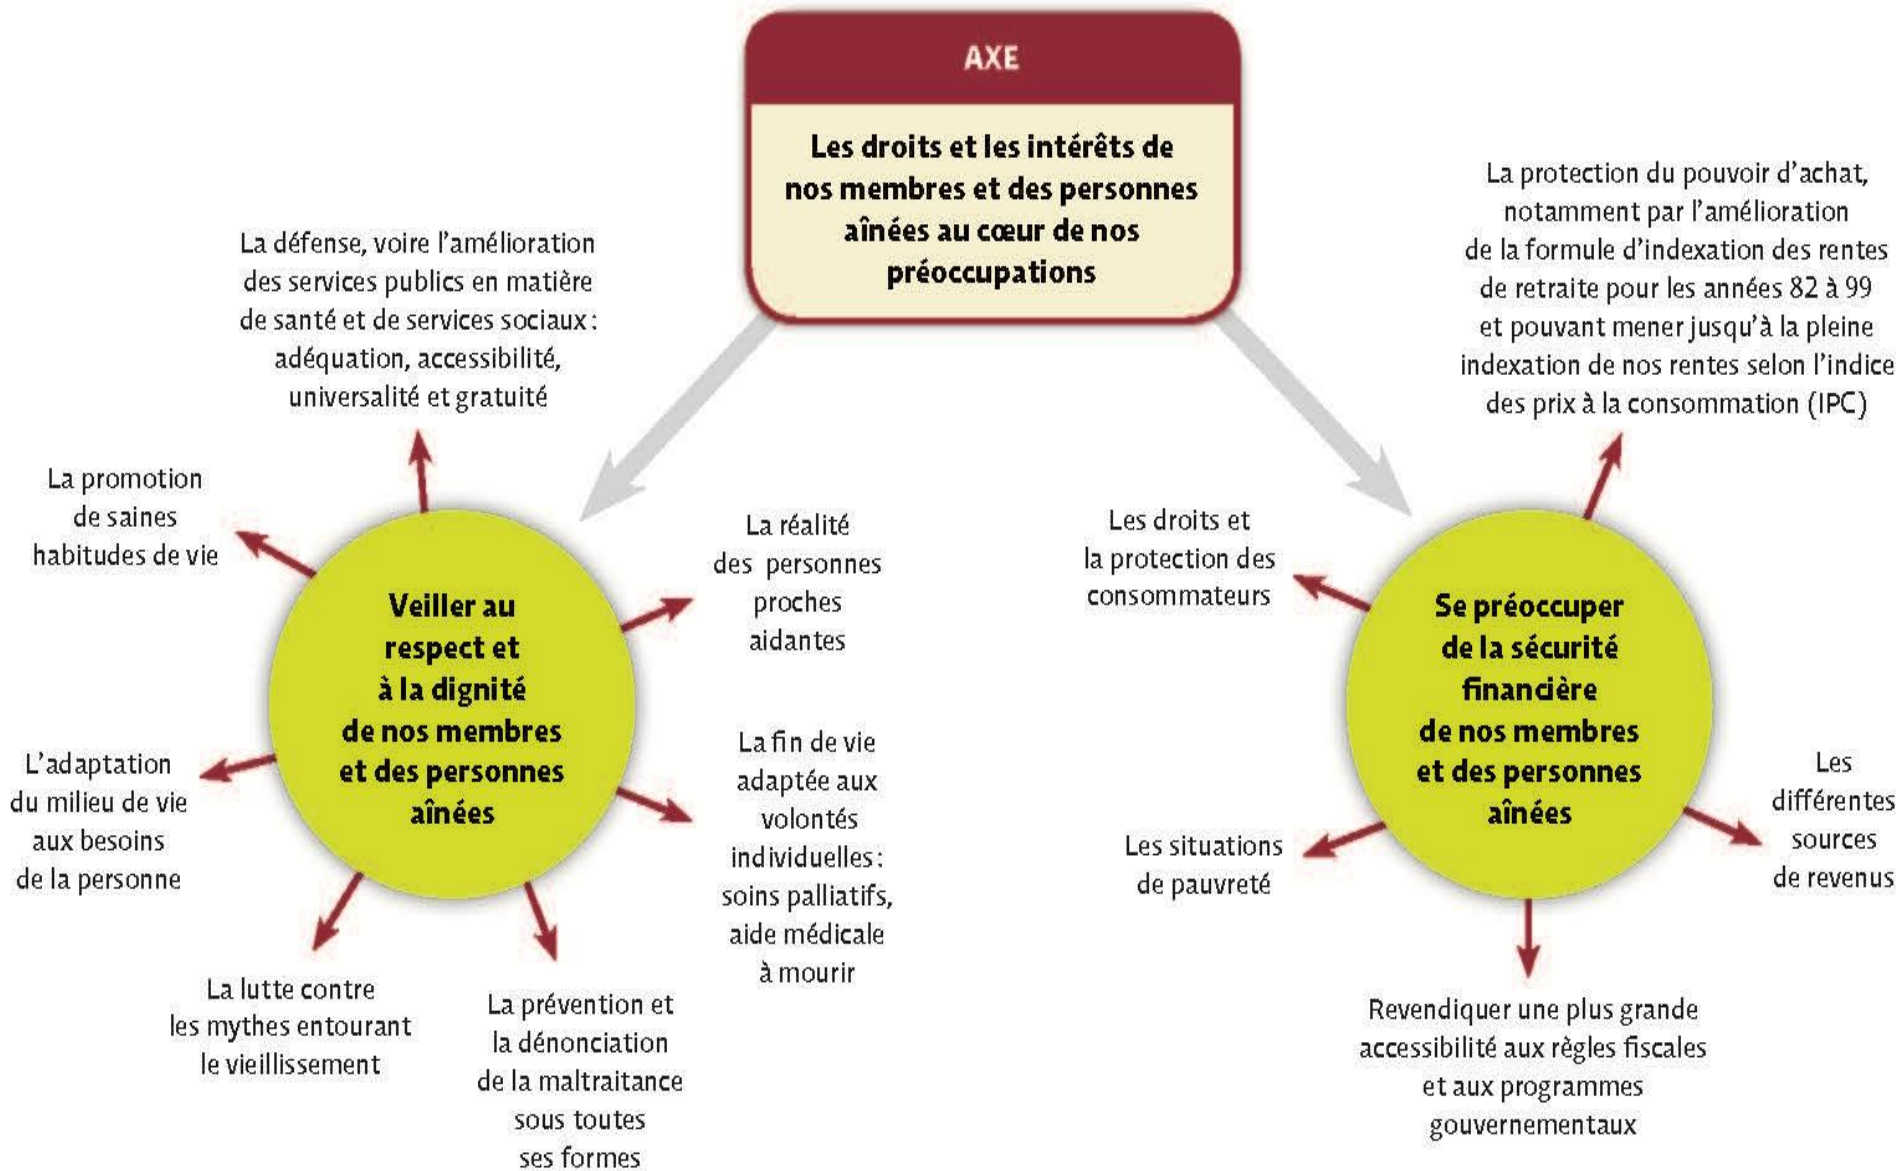 AXE
Les droits et les intérêts de
nos membres et des personnes
aînées au cœur de nos
préoccupations
La défense, voire l'amélioration
des services publics en matière
de santé et de services sociaux :
adéquation, accessibilité,
universalité et gratuité
La promotion
de saines
habitudes de vie
Veiller au
respect et
à la dignité
de nos membres
et des personnes
aînées
La réalité
des personnes
proches
aidantes
L'adaptation
du milieu de vie
aux besoins
de la personne
La fin de vie
adaptée aux
volontés
individuelles :
soins palliatifs,
aide médicale
à mourir
La lutte contre
les mythes entourant
le vieillissement
La prévention et
la dénonciation
de la maltraitance
sous toutes
ses formes
La protection du pouvoir d'achat,
notamment par l'amélioration
de la formule d'indexation des rentes
de retraite pour les années 82 à 99
et pouvant mener jusqu'à la pleine
indexation de nos rentes selon l'indice
des prix à la consommation (IPC)
Les droits et
la protection des
consommateurs
Se préoccuper
de la sécurité
financière
de nos membres
et des personnes
aînées
Les situations
de pauvreté
Les
différentes
sources
de revenus
Revendiquer une plus grande
accessibilité aux règles fiscales
et aux programmes
gouvernementaux